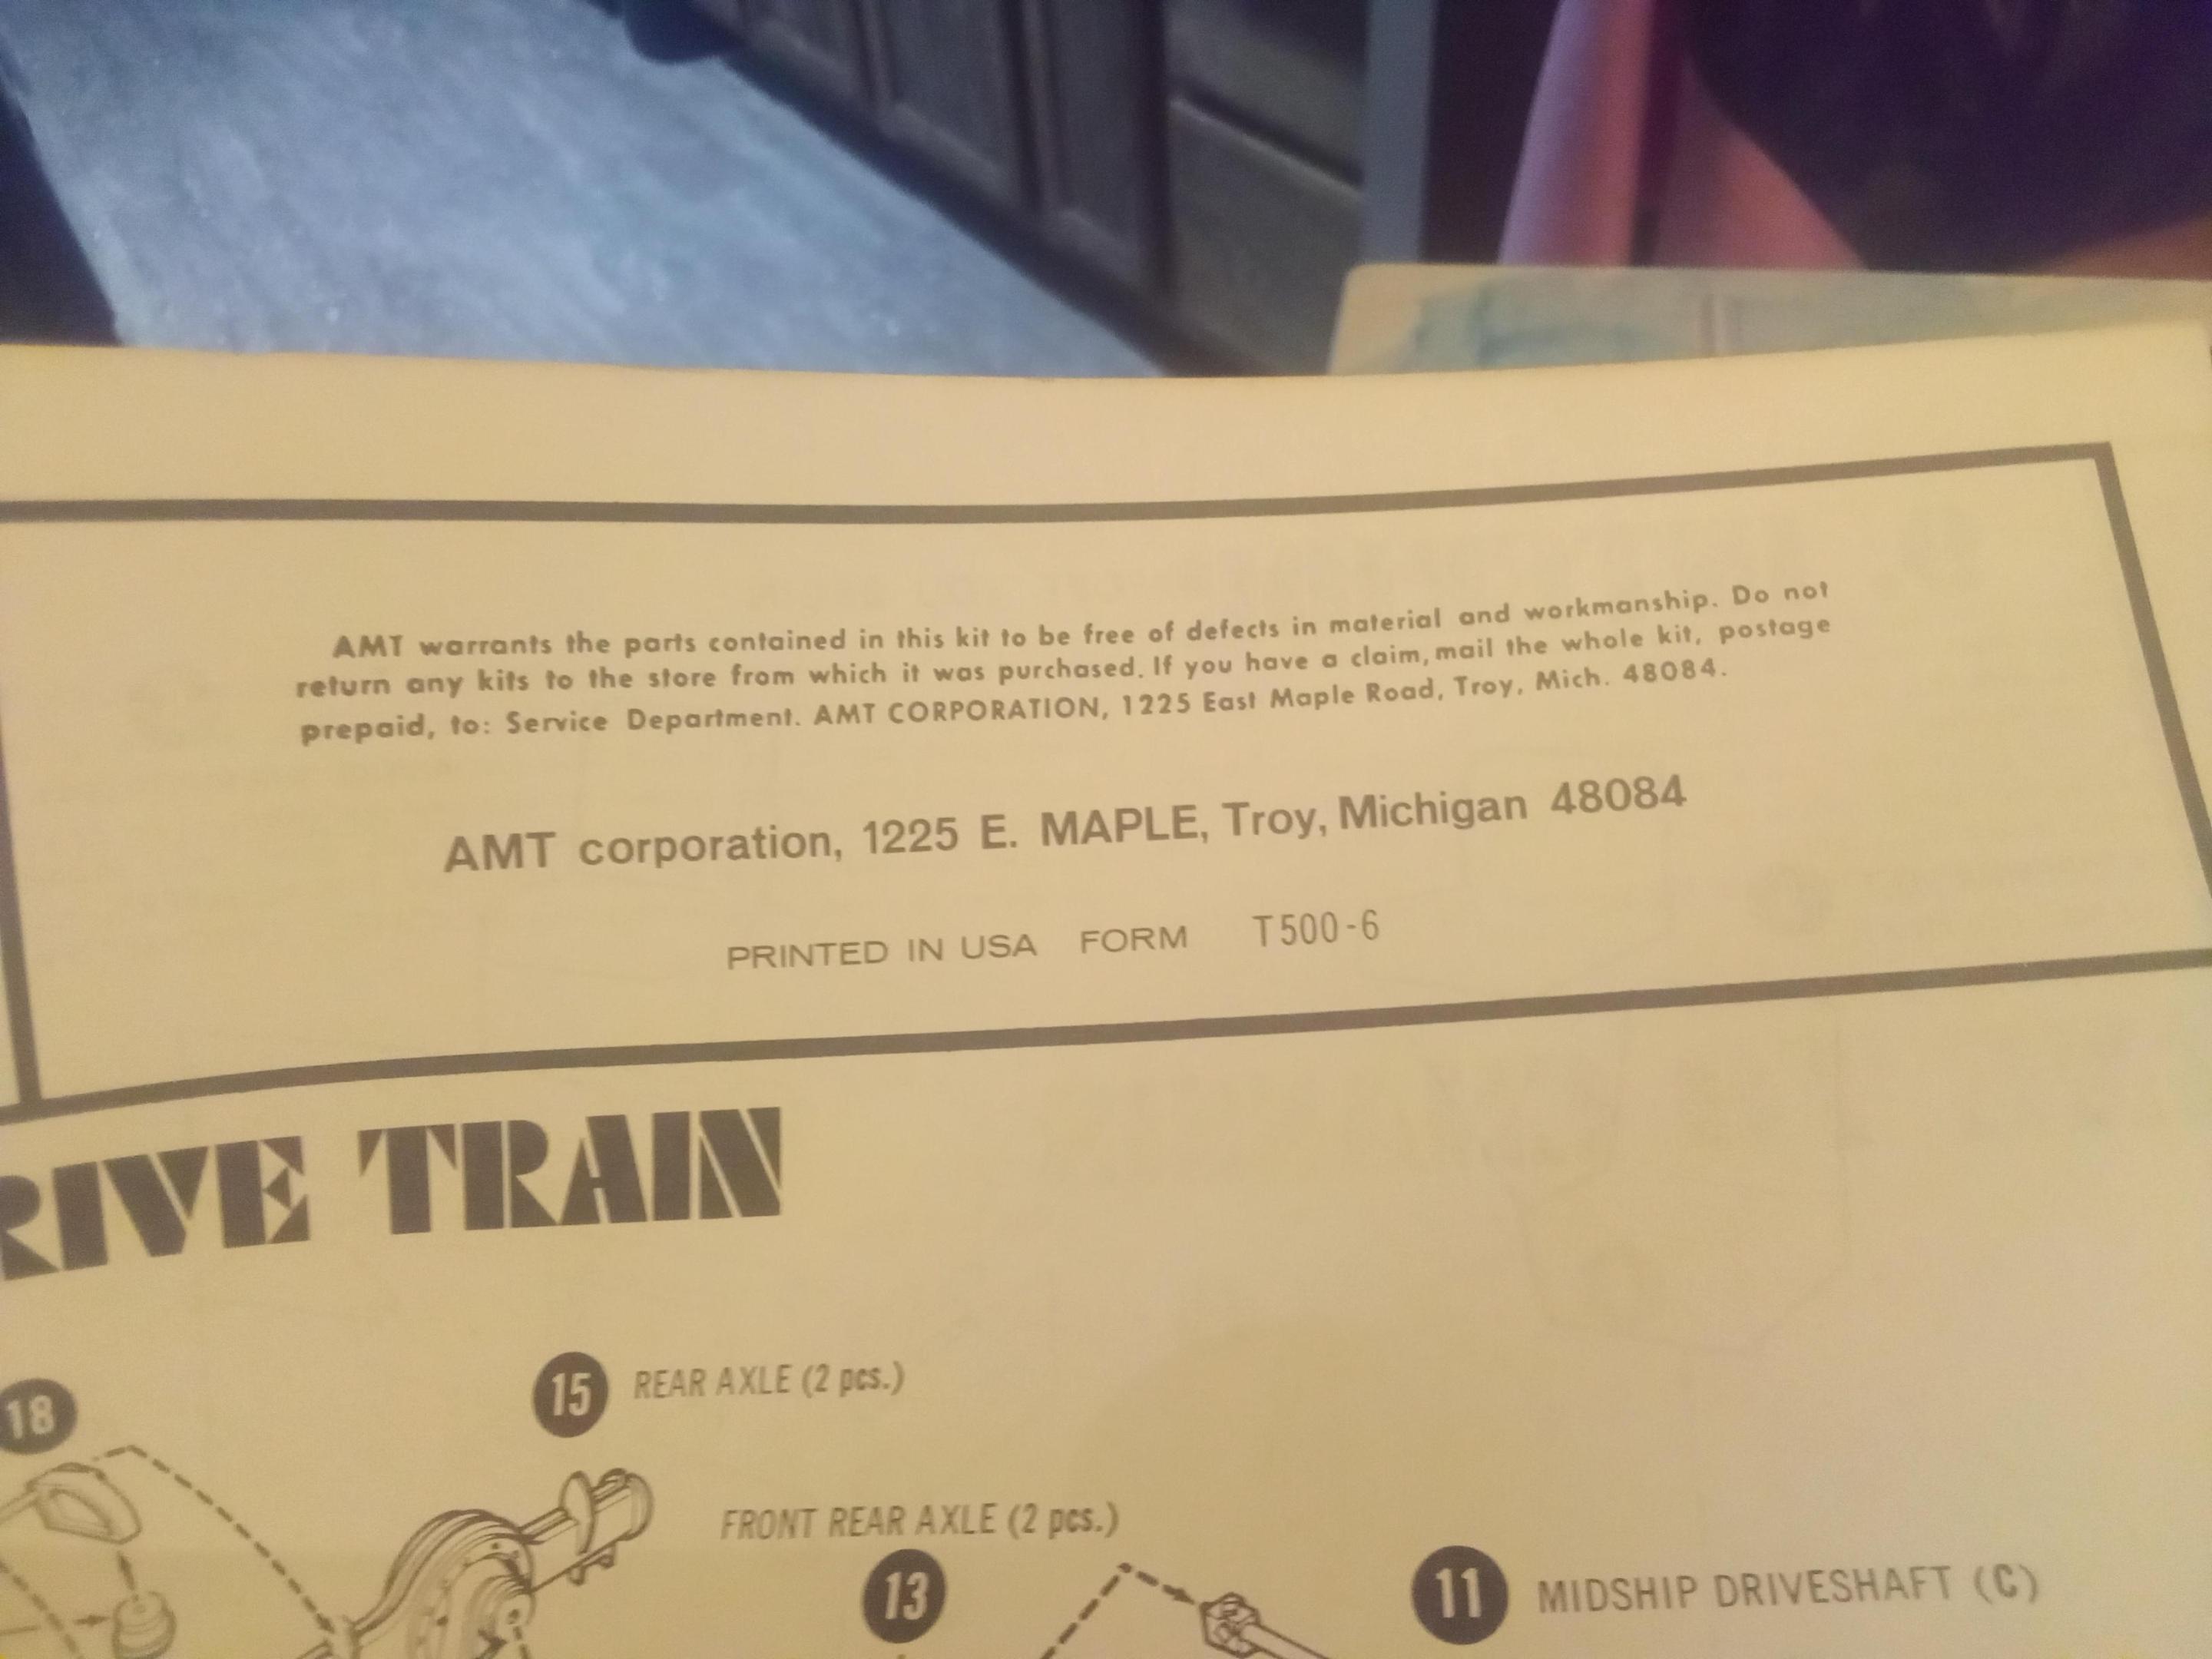 AMT warrants the parts contained in this kit to be free of defects in material and workmanship. Do not
return any kits to the store from which it was purchased. If you have a claim, mail the whole kit, postage
prepaid, to: Service Department. AMT CORPORATION, 1225 East Maple Road, Troy, Mich. 48084.
AMT corporation, 1225 E. MAPLE, Troy, Michigan 48084
PRINTED IN USA FORM T500-6
RIVE TRAIN
18
15 REAR AXLE (2 pcs.)
FRONT REAR AXLE (2 pcs.)
13
11 MIDSHIP DRIVESHAFT (C)